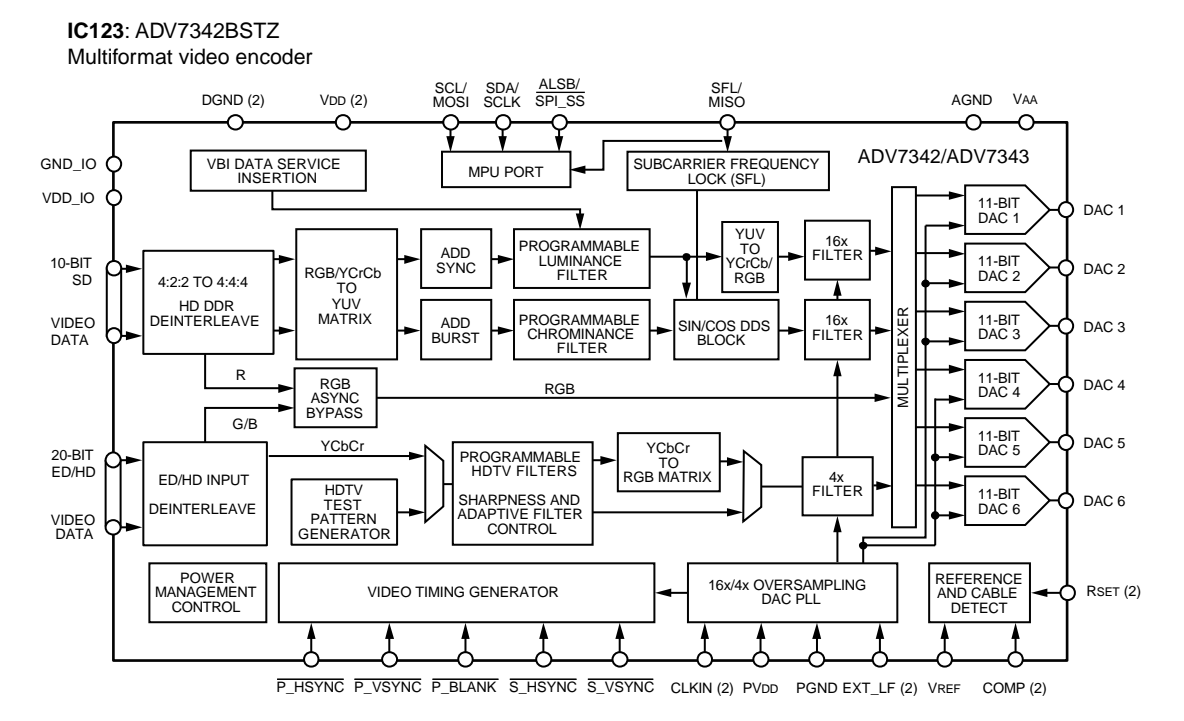 IC123: ADV7342BSTZ
Multiformat video encoder
DGND (2)
VDD (2)
SCL/
MOSI
SDA/
SCLK
ALSB/
SPI_SS
SFL/
MISO
AGND
VAA
GND_IO
VDD_IO
VBI DATA SERVICE
INSERTION
MPU PORT
SUBCARRIER FREQUENCY
LOCK (SFL)
ADV7342/ADV7343
10-BIT
SD
VIDEO
DATA
4:2:2 TO 4:4:4
HD DDR
DEINTERLEAVE
RGB/YCrCb
TO
YUV
MATRIX
ADD
SYNC
PROGRAMMABLE
LUMINANCE
FILTER
YUV
TO
YCrCb/
RGB
16x
FILTER
ADD
BURST
PROGRAMMABLE
CHROMINANCE
FILTER
SIN/COS DDS
BLOCK
16x
FILTER
MULTIPLEXER
11-BIT
DAC 1
DAC 1
11-BIT
DAC 2
DAC 2
11-BIT
DAC 3
DAC 3
11-BIT
DAC 4
DAC 4
11-BIT
DAC 5
DAC 5
11-BIT
DAC 6
DAC 6
R
G/B
RGB
ASYNC
BYPASS
RGB
20-BIT
ED/HD
VIDEO
DATA
ED/HD INPUT
DEINTERLEAVE
YCbCr
HDTV
TEST
PATTERN
GENERATOR
PROGRAMMABLE
HDTV FILTERS
SHARPNESS AND
ADAPTIVE FILTER
CONTROL
YCbCr
TO
RGB MATRIX
4x
FILTER
POWER
MANAGEMENT
CONTROL
VIDEO TIMING GENERATOR
16x/4x OVERSAMPLING
DAC PLL
REFERENCE
AND CABLE
DETECT
RSET (2)
P_HSYNC
P_VSYNC
P_BLANK
S_HSYNC
S_VSYNC
CLKIN (2)
PVDD
PGND
EXT_LF (2)
VREF
COMP (2)